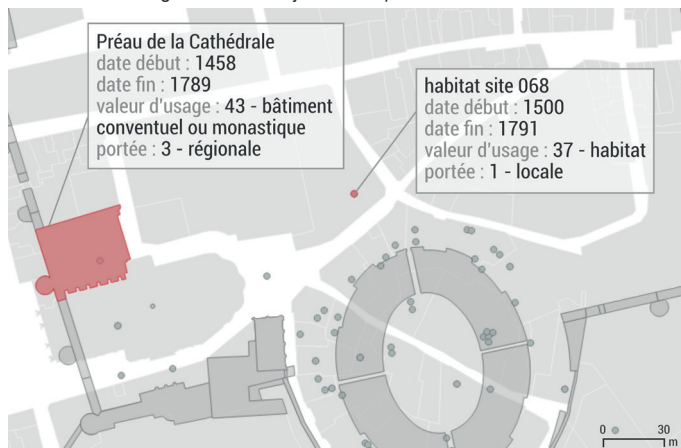 Préau de la Cathédrale
date début : 1458
date fin : 1789
valeur d'usage : 43 - bâtiment
conventuel ou monastique
portée : 3 - régionale
habitat site 068
date début : 1500
date fin : 1791
valeur d'usage : 37 - habitat
portée : 1 - locale
0 30
m